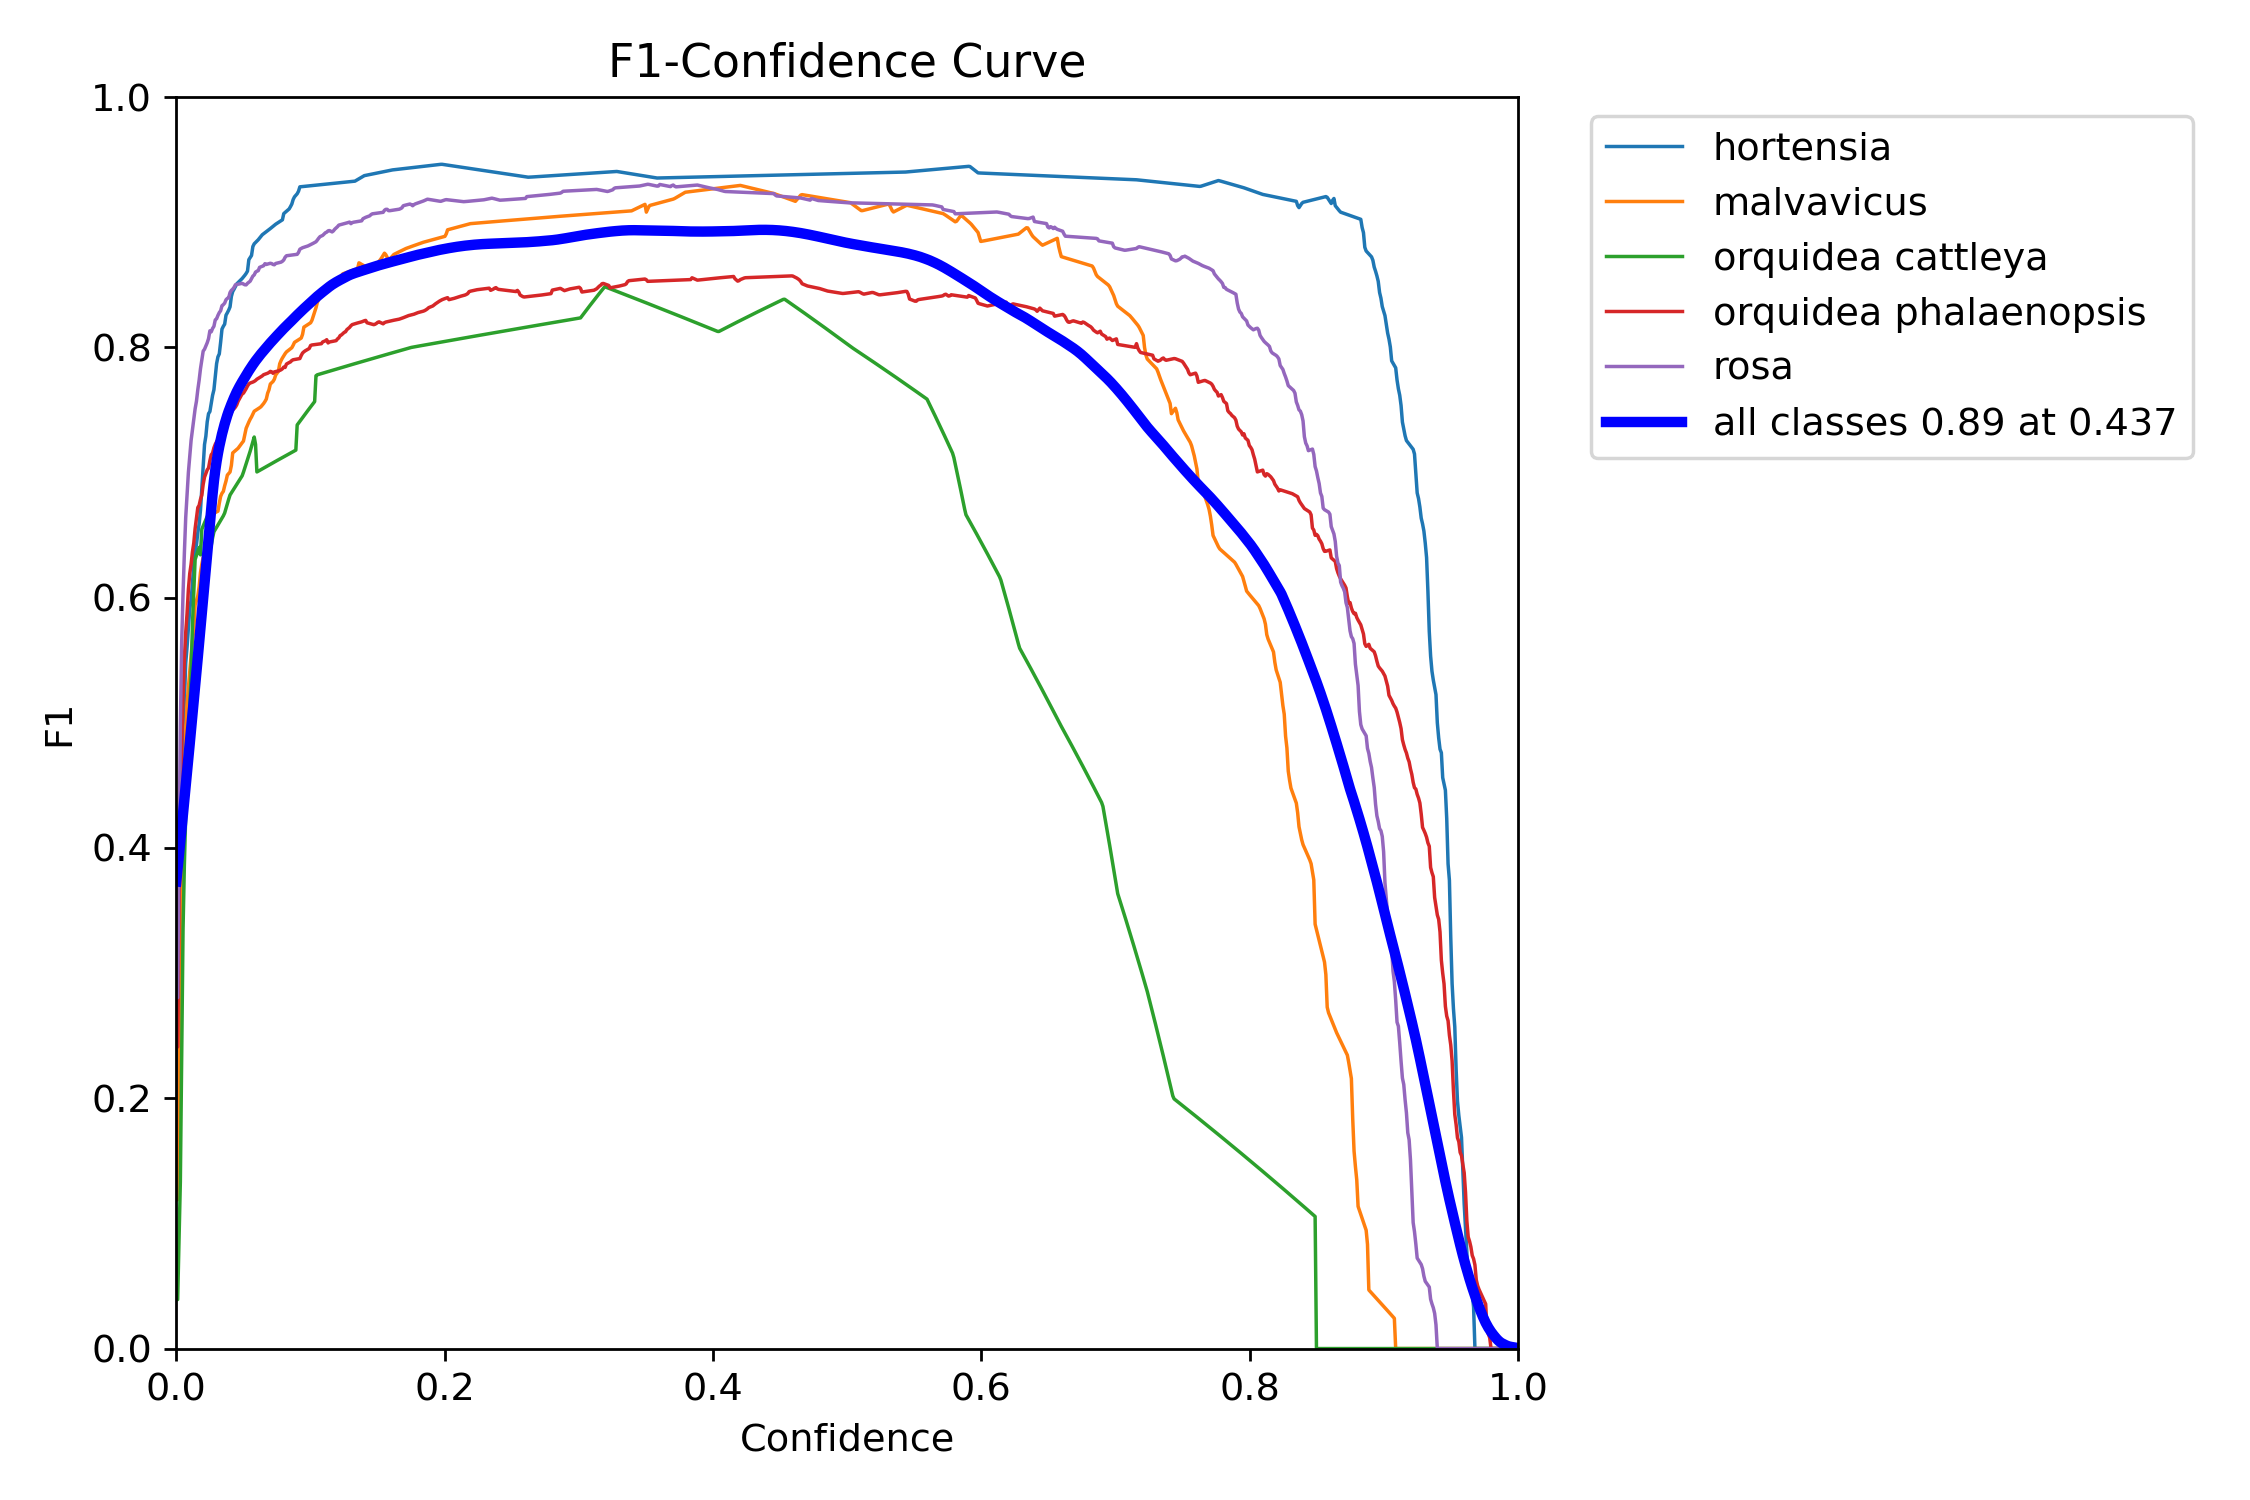 F1-Confidence Curve
1.0
0.8
0.6
0.4
0.2
0.0
F1
0.0 0.2 0.4 0.6 0.8 1.0
Confidence
hortensia
malvavicus
orquidea cattleya
orquidea phalaenopsis
rosa
all classes 0.89 at 0.437